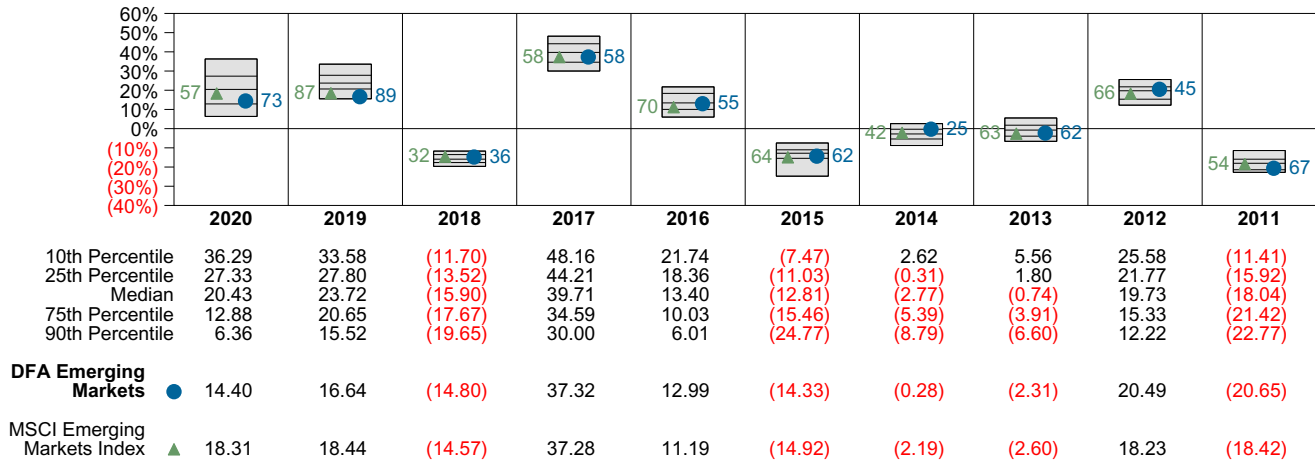 60%
50%
40%
30%
20%
10%
0%
(10%)
(20%)
(30%)
(40%)
57 73 87 89 32 36 58 58 70 55 64 62 42 25 63 62 66 45 54 67
2020 2019 2018 2017 2016 2015 2014 2013 2012 2011
10th Percentile 36.29 33.58 (11.70) 48.16 21.74 (7.47) 2.62 5.56 25.58 (11.41)
25th Percentile 27.33 27.80 (13.52) 44.21 18.36 (11.03) (0.31) 1.80 21.77 (15.92)
Median 20.43 23.72 (15.90) 39.71 13.40 (12.81) (2.77) (0.74) 19.73 (18.04)
75th Percentile 12.88 20.65 (17.67) 34.59 10.03 (15.46) (5.39) (3.91) 15.33 (21.42)
90th Percentile 6.36 15.52 (19.65) 30.00 6.01 (24.77) (8.79) (6.60) 12.22 (22.77)
DFA Emerging
Markets 14.40 16.64 (14.80) 37.32 12.99 (14.33) (0.28) (2.31) 20.49 (20.65)
MSCI Emerging
Markets Index 18.31 18.44 (14.57) 37.28 11.19 (14.92) (2.19) (2.60) 18.23 (18.42)